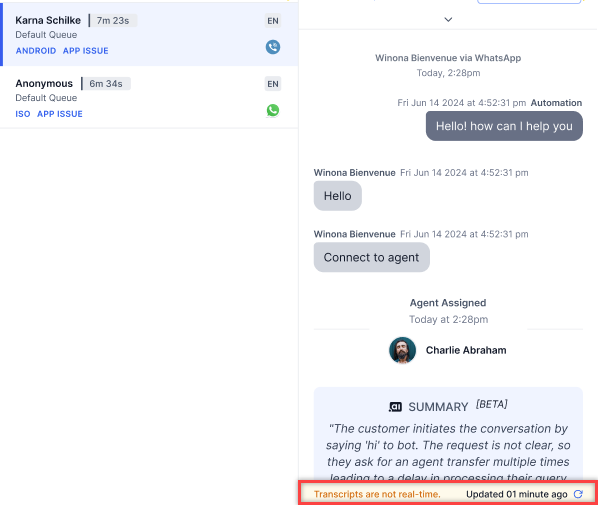 Karna Schilke 7m 23s EN
Default Queue
ANDROID APP ISSUE
Anonymous 6m 34s EN
Default Queue
ISO APP ISSUE
Winona Bienvenue via WhatsApp
Today, 2:28pm
Fri Jun 14 2024 at 4:52:31 pm Automation
Hello! how can I help you
Winona Bienvenue Fri Jun 14 2024 at 4:52:31 pm
Hello
Winona Bienvenue Fri Jun 14 2024 at 4:52:31 pm
Connect to agent
Agent Assigned
Today at 2:28pm
Charlie Abraham
.ai SUMMARY [BETA]
"The customer initiates the conversation by
saying 'hi' to bot. The request is not clear, so
they ask for an agent transfer multiple times
leading to a delay in processing their query
Transcripts are not real-time. Updated 01 minute ago